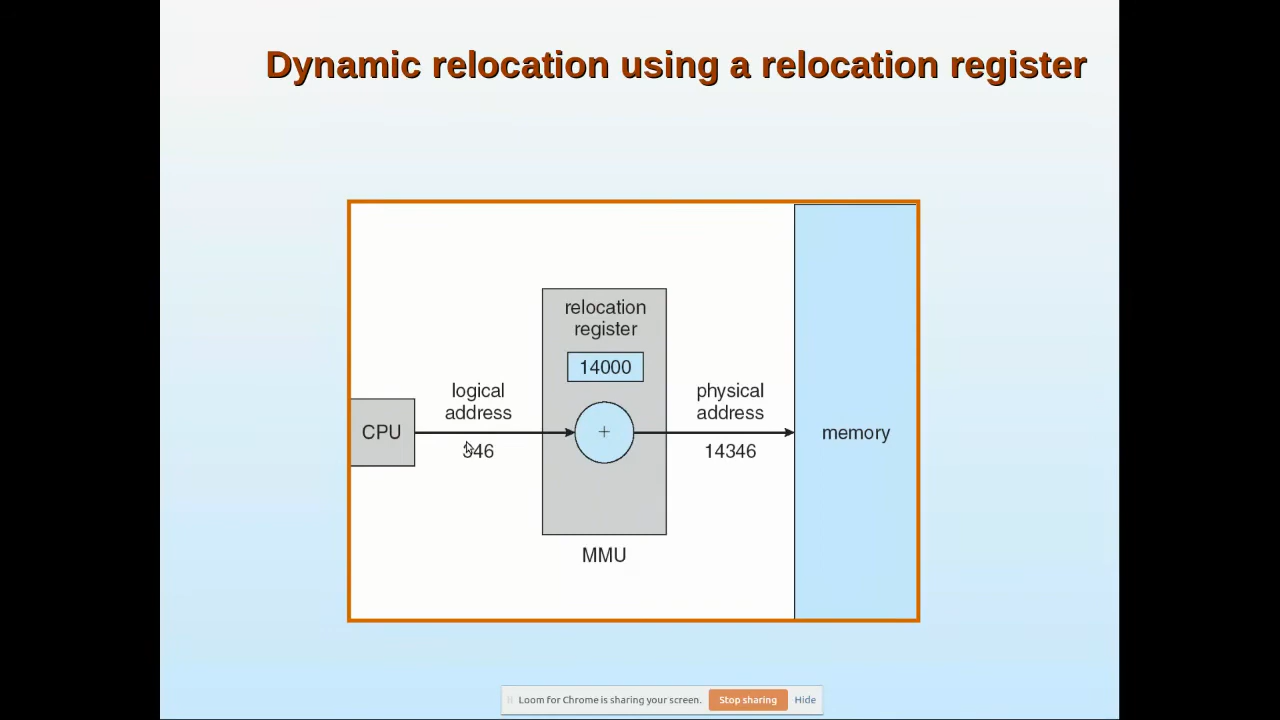 Dynamic relocation using a relocation register
relocation
register
14000
logical
address
physical
address
CPU
+
memory
346
14346
MMU
Loom for Chrome is sharing your screen. Stop sharing Hide